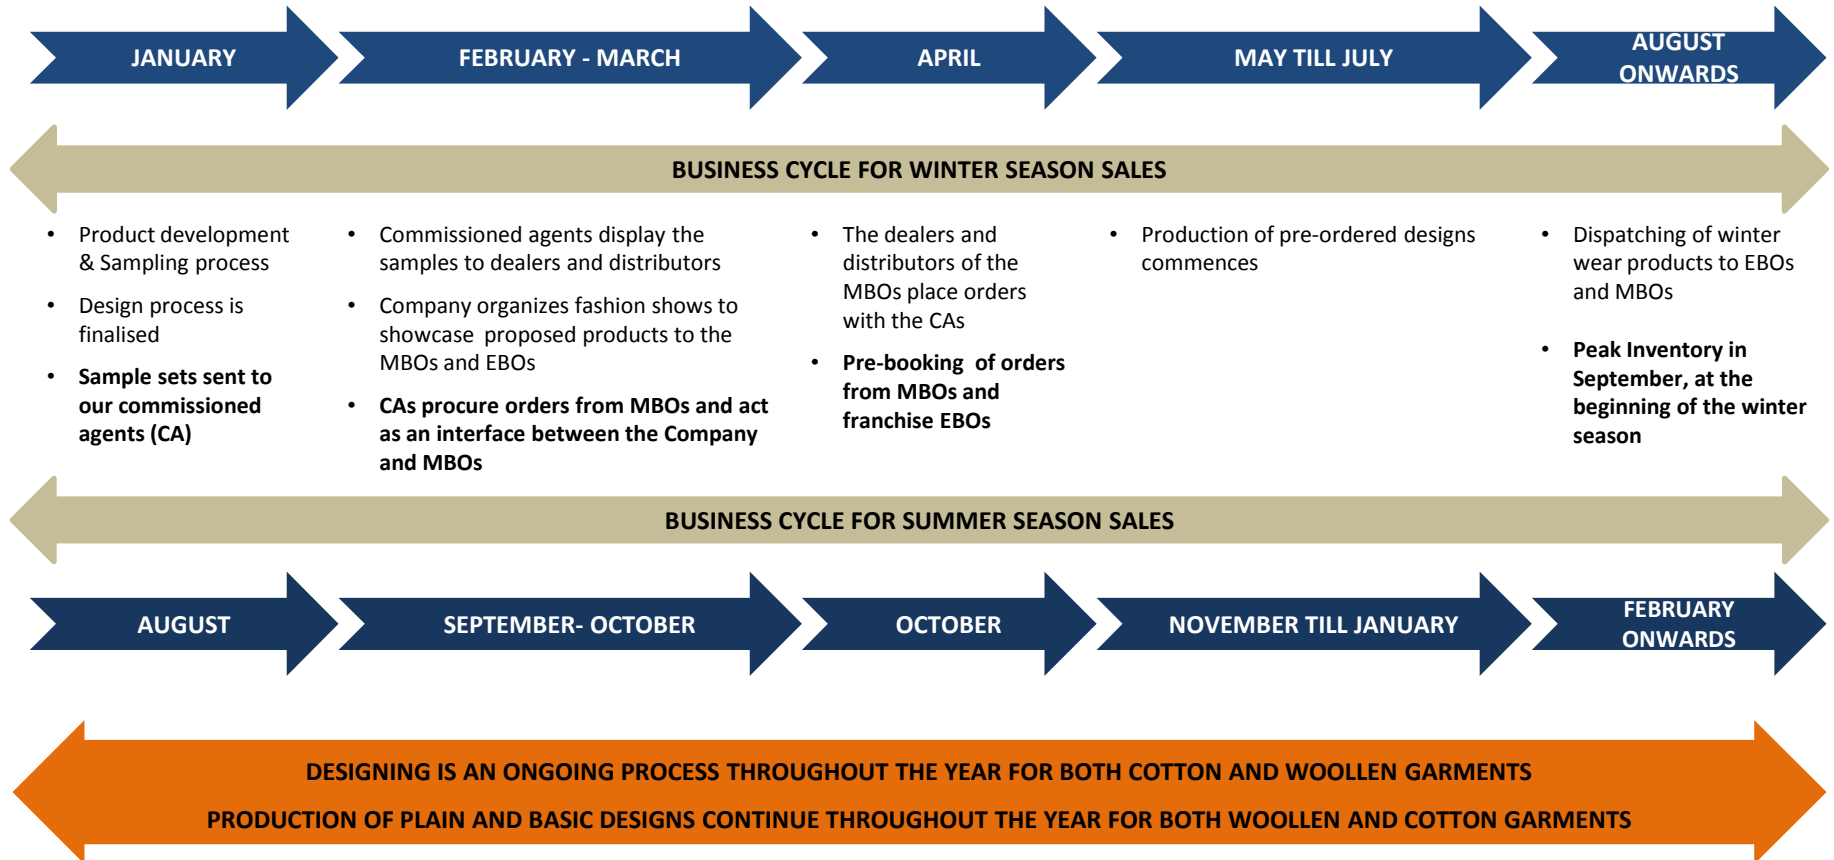 JANUARY
FEBRUARY - MARCH
APRIL
MAY TILL JULY
AUGUST
ONWARDS
BUSINESS CYCLE FOR WINTER SEASON SALES
• Product development
& Sampling process
• Design process is
finalised
• Sample sets sent to
our commissioned
agents (CA)
• Commissioned agents display the
samples to dealers and distributors
• Company organizes fashion shows to
showcase proposed products to the
MBOs and EBOs
• CAs procure orders from MBOs and act
as an interface between the Company
and MBOs
• The dealers and
distributors of the
MBOs place orders
with the CAs
• Pre-booking of orders
from MBOs and
franchise EBOs
• Production of pre-ordered designs
commences
• Dispatching of winter
wear products to EBOs
and MBOs
• Peak Inventory in
September, at the
beginning of the winter
season
BUSINESS CYCLE FOR SUMMER SEASON SALES
AUGUST
SEPTEMBER- OCTOBER
OCTOBER
NOVEMBER TILL JANUARY
FEBRUARY
ONWARDS
DESIGNING IS AN ONGOING PROCESS THROUGHOUT THE YEAR FOR BOTH COTTON AND WOOLLEN GARMENTS
PRODUCTION OF PLAIN AND BASIC DESIGNS CONTINUE THROUGHOUT THE YEAR FOR BOTH WOOLLEN AND COTTON GARMENTS